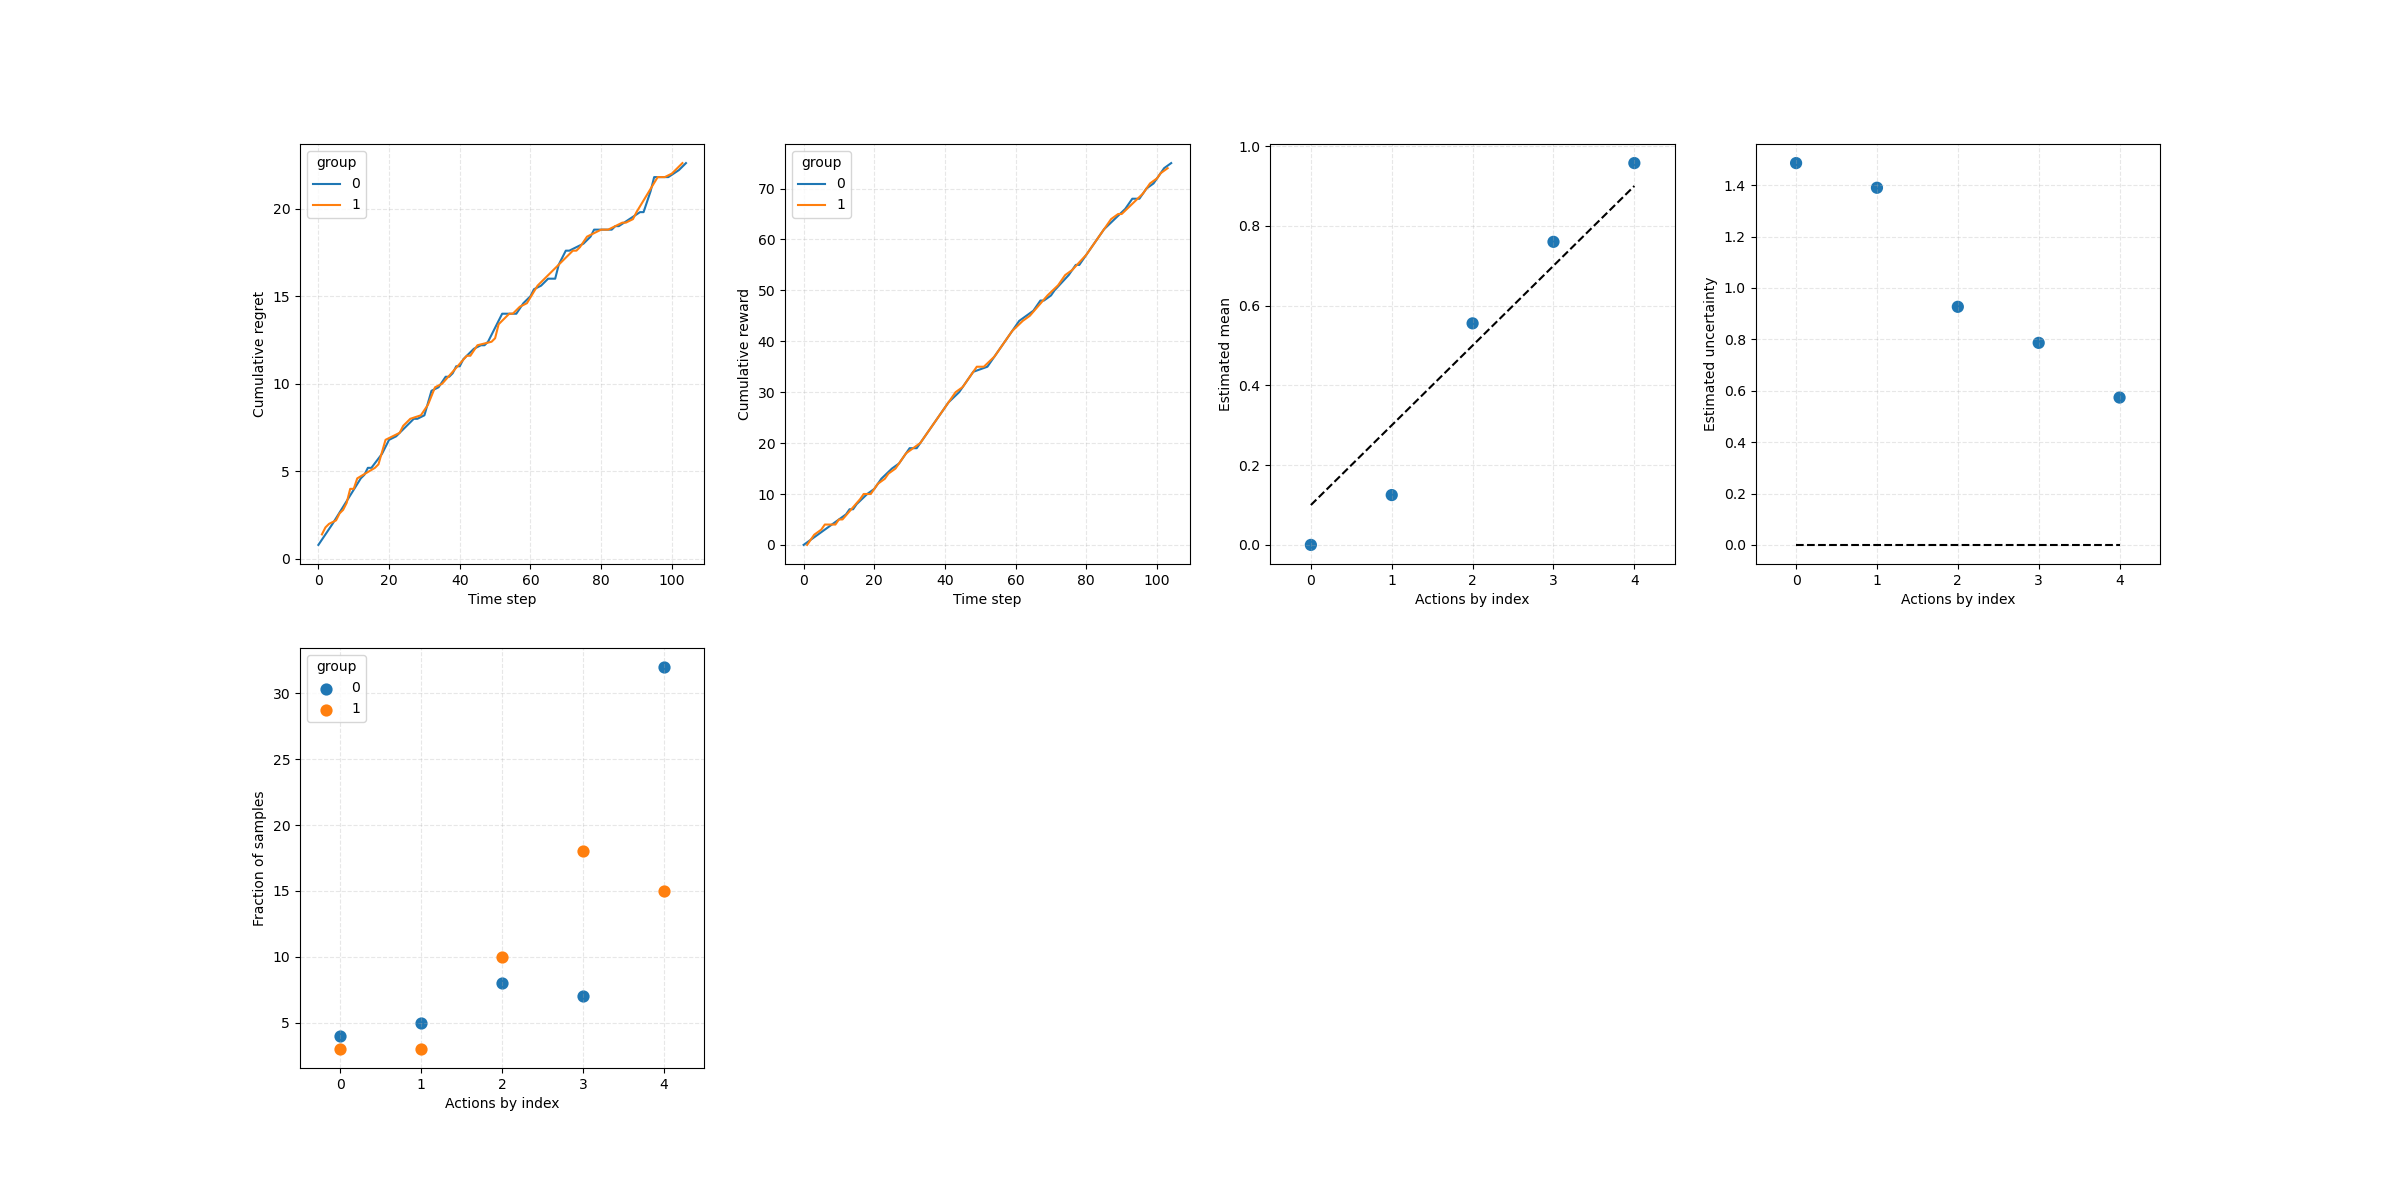 group
0
1
Cumulative regret
0
5
10
15
20
0 20 40 60 80 100
Time step
group
0
1
Cumulative reward
0
10
20
30
40
50
60
70
0 20 40 60 80 100
Time step
Estimated mean
1.0
0.8
0.6
0.4
0.2
0.0
0 1 2 3 4
Actions by index
Estimated uncertainty
1.4
1.2
1.0
0.8
0.6
0.4
0.2
0.0
0 1 2 3 4
Actions by index
group
0
1
Fraction of samples
30
25
20
15
10
5
0 1 2 3 4
Actions by index